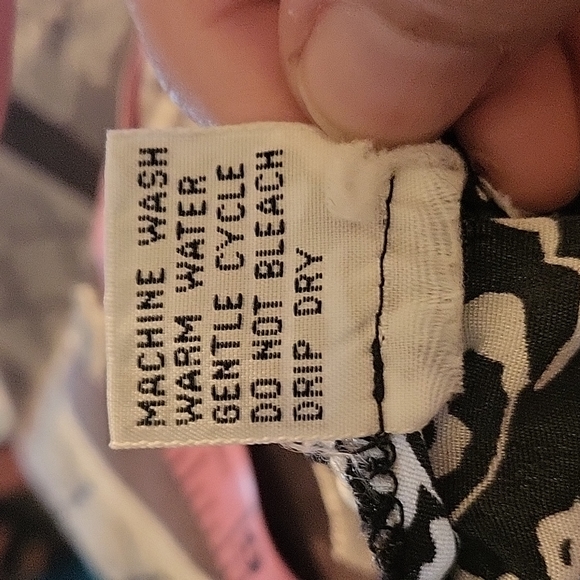 MACHINE WASH
WARM WATER
GENTLE CYCLE
DO NOT BLEACH
DRIP DRY